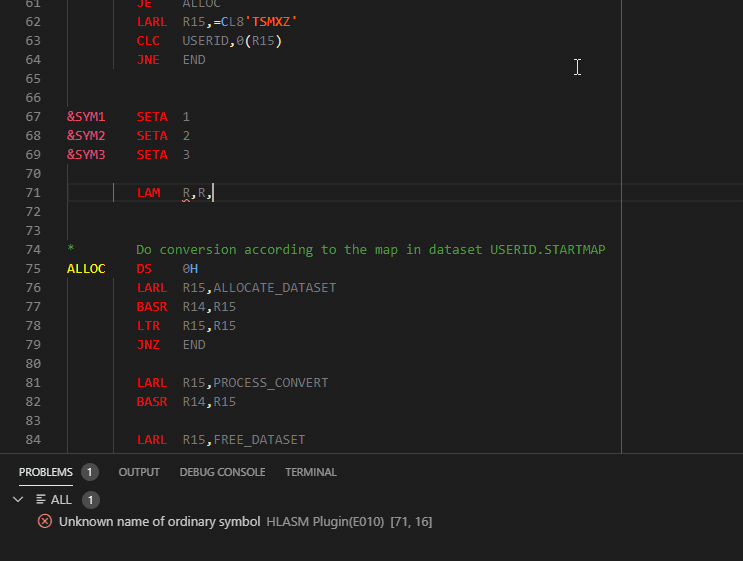 61 JE ALLOC
62 LARL R15,=CL8'TSMXZ'
63 CLC USERID,0(R15)
64 JNE END
65
66
67 &SYM1 SETA 1
68 &SYM2 SETA 2
69 &SYM3 SETA 3
70
71 LAM R,R,
72
73
74 * Do conversion according to the map in dataset USERID.STARTMAP
75 ALLOC DS 0H
76 LARL R15,ALLOCATE_DATASET
77 BASR R14,R15
78 LTR R15,R15
79 JNZ END
80
81 LARL R15,PROCESS_CONVERT
82 BASR R14,R15
83
84 LARL R15,FREE_DATASET
PROBLEMS 1 OUTPUT DEBUG CONSOLE TERMINAL
ALL 1
Unknown name of ordinary symbol HLASM Plugin(E010) [71, 16]